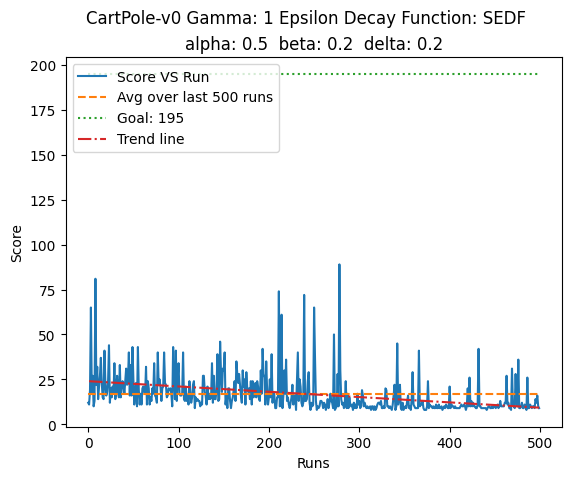 CartPole-v0 Gamma: 1 Epsilon Decay Function: SEDF
alpha: 0.5  beta: 0.2  delta: 0.2
Score VS Run
Avg over last 500 runs
Goal: 195
Trend line
200
175
150
125
100
75
50
25
0
Score
0 100 200 300 400 500
Runs